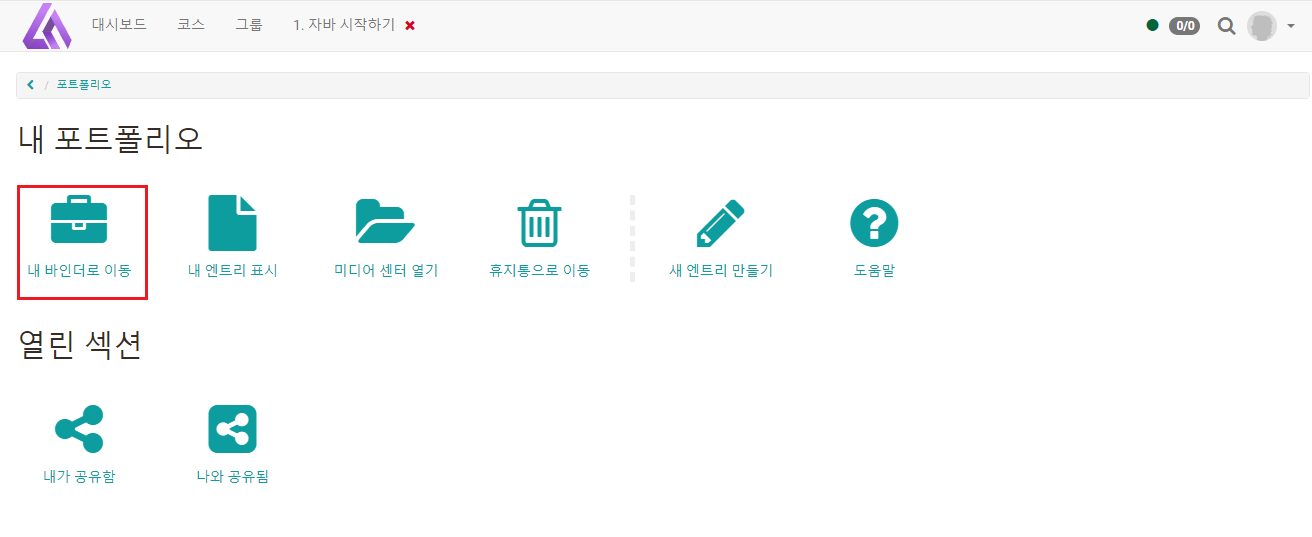 대시보드 코스 그룹 1. 자바 시작하기 0/0
/ 포트폴리오
내 포트폴리오
내 바인더로 이동 내 엔트리 표시 미디어 센터 열기 휴지통으로 이동 새 엔트리 만들기 도움말
열린 섹션
내가 공유함 나와 공유됨